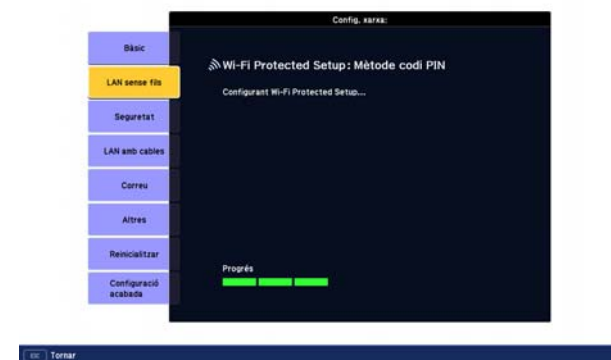 Config. xarxa:
Bàsic
LAN sense fils
Seguretat
LAN amb cables
Correu
Altres
Reinicialitzar
Configuració
acabada
Wi-Fi Protected Setup: Mètode codi PIN
Configurant Wi-Fi Protected Setup...
Progrés
ESC Tornar